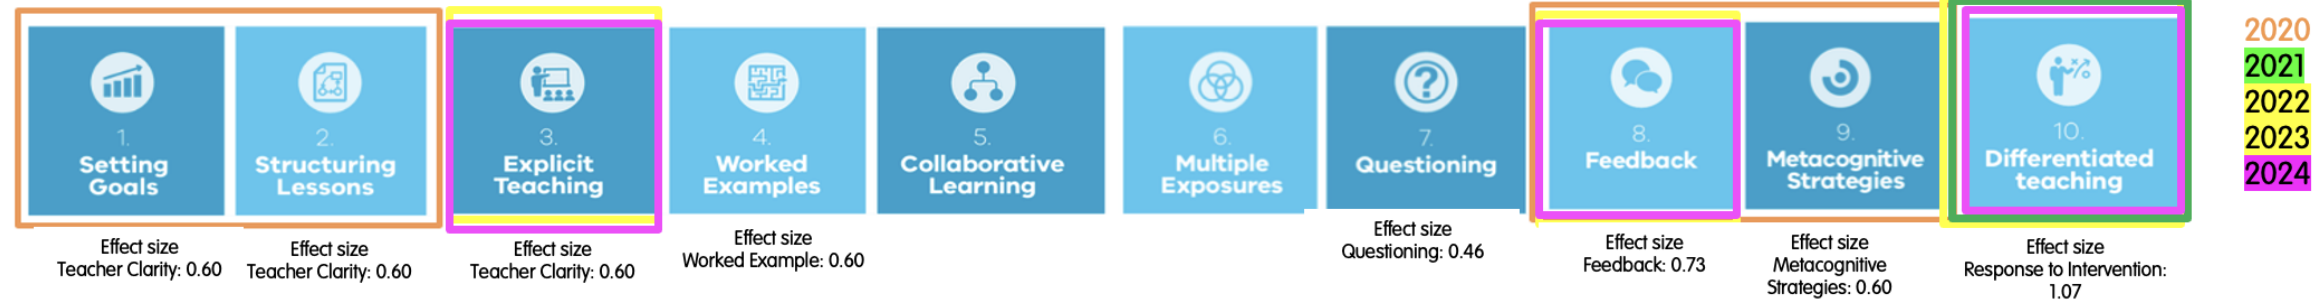 1.
Setting
Goals
2.
Structuring
Lessons
3.
Explicit
Teaching
4.
Worked
Examples
5.
Collaborative
Learning
6.
Multiple
Exposures
7.
Questioning
8.
Feedback
9.
Metacognitive
Strategies
10.
Differentiated
teaching
2020
2021
2022
2023
2024
Effect size
Teacher Clarity: 0.60
Effect size
Teacher Clarity: 0.60
Effect size
Teacher Clarity: 0.60
Effect size
Worked Example: 0.60
Effect size
Questioning: 0.46
Effect size
Feedback: 0.73
Effect size
Metacognitive
Strategies: 0.60
Effect size
Response to Intervention:
1.07